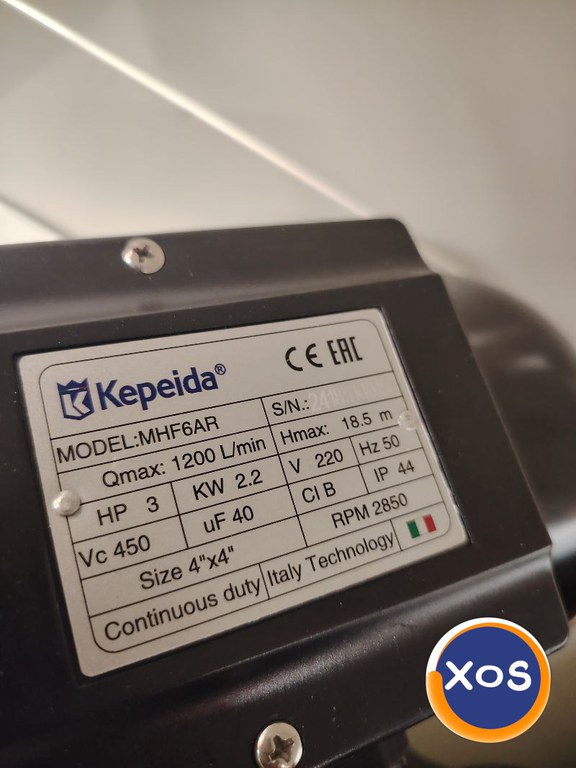 Kepeida® CE EAC
MODEL:MHF6AR S/N.:
Qmax: 1200 L/min Hmax: 18.5 m
HP 3 KW 2.2 V 220 Hz 50
Vc 450 uF 40 Cl B IP 44
Size 4"x4" RPM 2850
Continuous duty Italy Technology
XOS